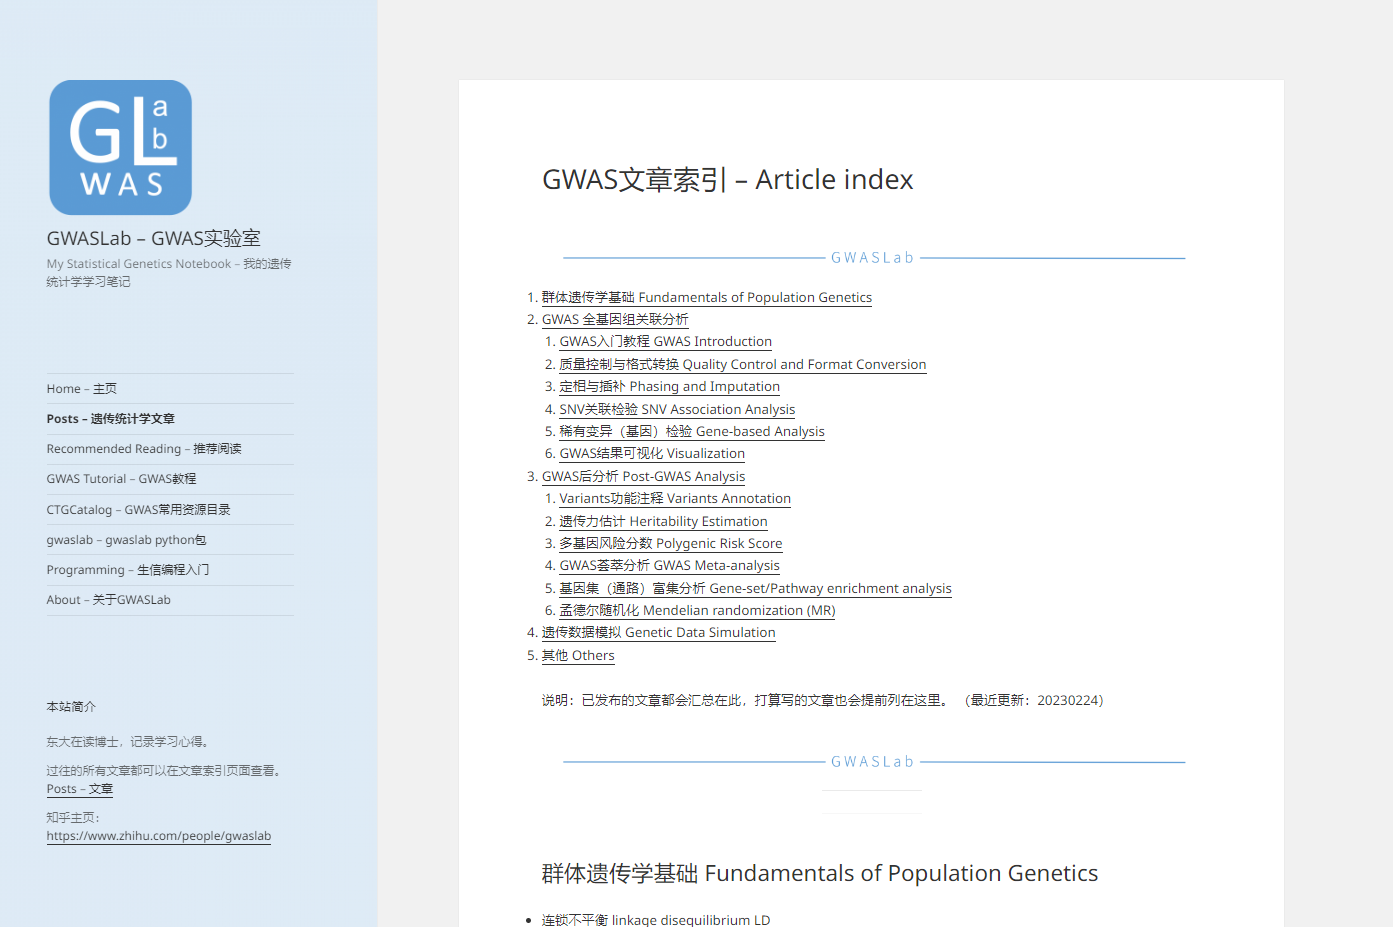 GLab
WAS
GWASLab – GWAS实验室
My Statistical Genetics Notebook – 我的遗传
统计学学习笔记
Home – 主页
Posts – 遗传统计学文章
Recommended Reading – 推荐阅读
GWAS Tutorial – GWAS教程
CTGCatalog – GWAS常用资源目录
gwaslab – gwaslab python包
Programming – 生信编程入门
About – 关于GWASLab
本站简介
东大在读博士，记录学习心得。
过往的所有文章都可以在文章索引页面查看。
Posts – 文章
知乎主页：
https://www.zhihu.com/people/gwaslab
GWAS文章索引 – Article index
GWASLab
1. 群体遗传学基础 Fundamentals of Population Genetics
2. GWAS 全基因组关联分析
1. GWAS入门教程 GWAS Introduction
2. 质量控制与格式转换 Quality Control and Format Conversion
3. 定相与插补 Phasing and Imputation
4. SNV关联检验 SNV Association Analysis
5. 稀有变异（基因）检验 Gene-based Analysis
6. GWAS结果可视化 Visualization
3. GWAS后分析 Post-GWAS Analysis
1. Variants功能注释 Variants Annotation
2. 遗传力估计 Heritability Estimation
3. 多基因风险分数 Polygenic Risk Score
4. GWAS荟萃分析 GWAS Meta-analysis
5. 基因集（通路）富集分析 Gene-set/Pathway enrichment analysis
6. 孟德尔随机化 Mendelian randomization (MR)
4. 遗传数据模拟 Genetic Data Simulation
5. 其他 Others
说明：已发布的文章都会汇总在此，打算写的文章也会提前列在这里。 （最近更新：20230224）
GWASLab
群体遗传学基础 Fundamentals of Population Genetics
• 连锁不平衡 linkage disequilibrium LD